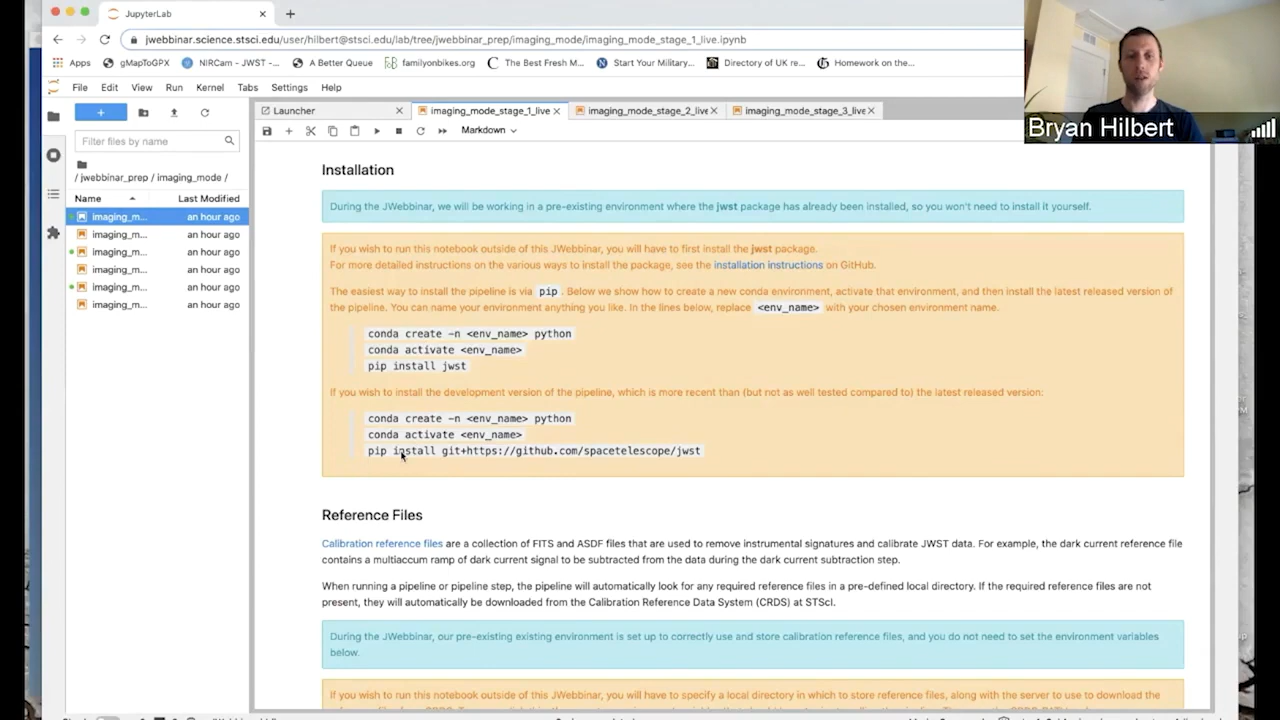 JupyterLab
jwebbinar.science.stsci.edu/user/hilbert@stsci.edu/lab/tree/jwebbinar_prep/imaging_mode/imaging_mode_stage_1_live.ipynb
Apps gMapToGPX NIRCam - JWST -... A Better Queue familyonbikes.org The Best Fresh M... Start Your Military... Directory of UK re... Homework on the...
File Edit View Run Kernel Tabs Settings Help
Launcher imaging_mode_stage_1_live imaging_mode_stage_2_live imaging_mode_stage_3_live
Bryan Hilbert
Markdown
Filter files by name
/ jwebbinar_prep / imaging_mode /
Name Last Modified
imaging_m... an hour ago
imaging_m... an hour ago
imaging_m... an hour ago
imaging_m... an hour ago
imaging_m... an hour ago
imaging_m... an hour ago
Installation
During the JWebbinar, we will be working in a pre-existing environment where the jwst package has already been installed, so you won't need to install it yourself.
If you wish to run this notebook outside of this JWebbinar, you will have to first install the jwst package.
For more detailed instructions on the various ways to install the package, see the installation instructions on GitHub.
The easiest way to install the pipeline is via pip . Below we show how to create a new conda environment, activate that environment, and then install the latest released version of
the pipeline. You can name your environment anything you like. In the lines below, replace <env_name> with your chosen environment name.
conda create -n <env_name> python
conda activate <env_name>
pip install jwst
If you wish to install the development version of the pipeline, which is more recent than (but not as well tested compared to) the latest released version:
conda create -n <env_name> python
conda activate <env_name>
pip install git+https://github.com/spacetelescope/jwst
Reference Files
Calibration reference files are a collection of FITS and ASDF files that are used to remove instrumental signatures and calibrate JWST data. For example, the dark current reference file
contains a multiaccum ramp of dark current signal to be subtracted from the data during the dark current subtraction step.
When running a pipeline or pipeline step, the pipeline will automatically look for any required reference files in a pre-defined local directory. If the required reference files are not
present, they will automatically be downloaded from the Calibration Reference Data System (CRDS) at STScI.
During the JWebbinar, our pre-existing existing environment is set up to correctly use and store calibration reference files, and you do not need to set the environment variables
below.
If you wish to run this notebook outside of this JWebbinar, you will have to specify a local directory in which to store reference files, along with the server to use to download the